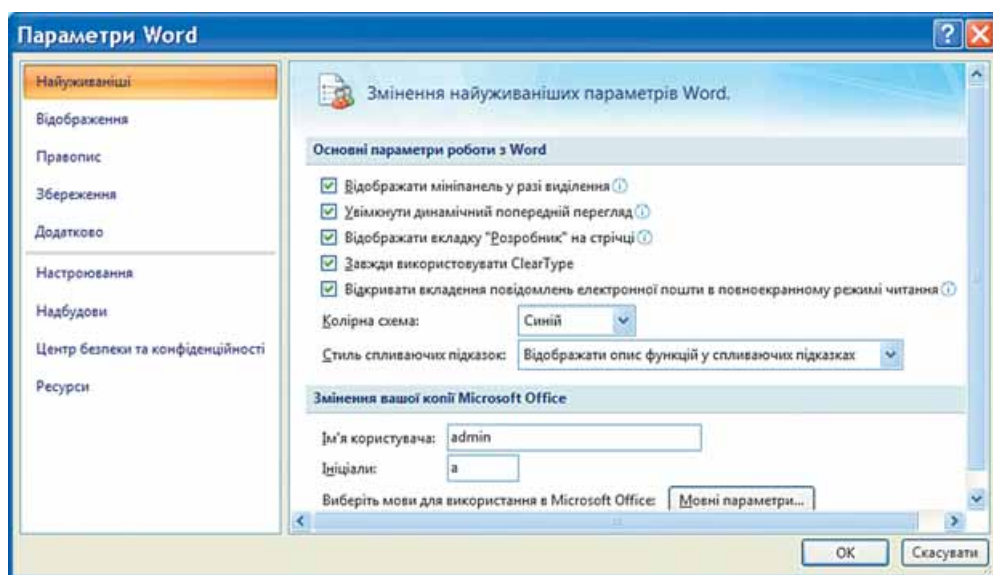 Параметри Word
Найуживаніші
Відображення
Правопис
Збереження
Додатково
Настроювання
Надбудови
Центр безпеки та конфіденційності
Ресурси
Змінення найуживаніших параметрів Word.
Основні параметри роботи з Word
Відображати мініпанель у разі виділення
Увімкнути динамічний попередній перегляд
Відображати вкладку "Розробник" на стрічці
Завжди використовувати ClearType
Відкривати вкладення повідомлень електронної пошти в повноекранному режимі читання
Колірна схема: Синій
Стиль спливаючих підказок: Відображати опис функцій у спливаючих підказках
Змінення вашої копії Microsoft Office
Ім'я користувача: admin
Ініціали: a
Виберіть мови для використання в Microsoft Office: Мовні параметри...
ОК Скасувати